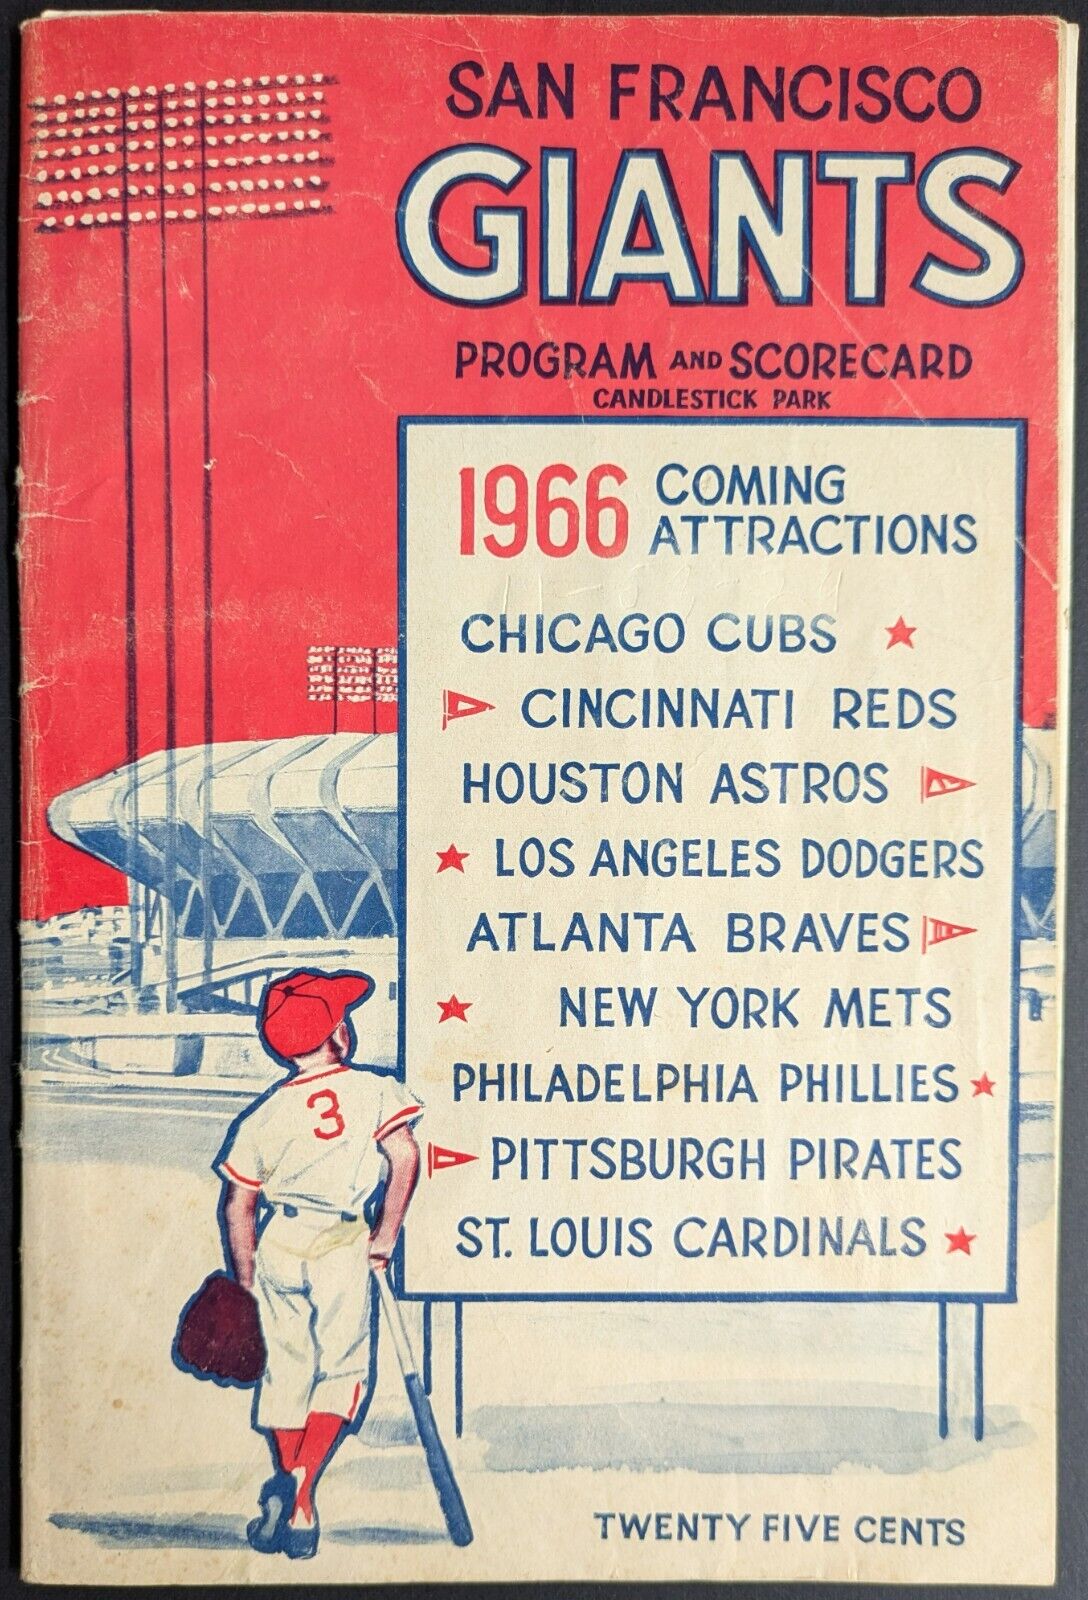 SAN FRANCISCO
GIANTS
PROGRAM AND SCORECARD
CANDLESTICK PARK
1966 COMING
ATTRACTIONS
CHICAGO CUBS
CINCINNATI REDS
HOUSTON ASTROS
LOS ANGELES DODGERS
ATLANTA BRAVES
NEW YORK METS
PHILADELPHIA PHILLIES
PITTSBURGH PIRATES
ST. LOUIS CARDINALS
3
TWENTY FIVE CENTS